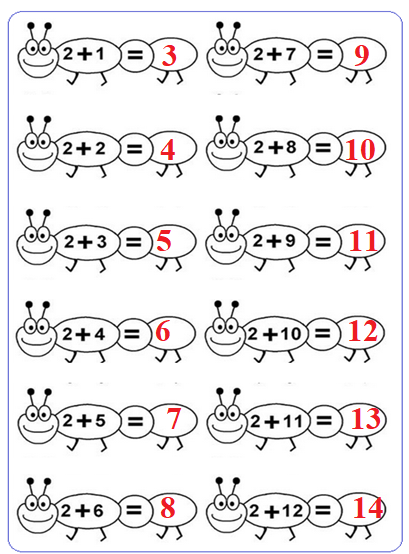 2+1 = 3
2+7 = 9
2+2 = 4
2+8 = 10
2+3 = 5
2+9 = 11
2+4 = 6
2+10 = 12
2+5 = 7
2+11 = 13
2+6 = 8
2+12 = 14